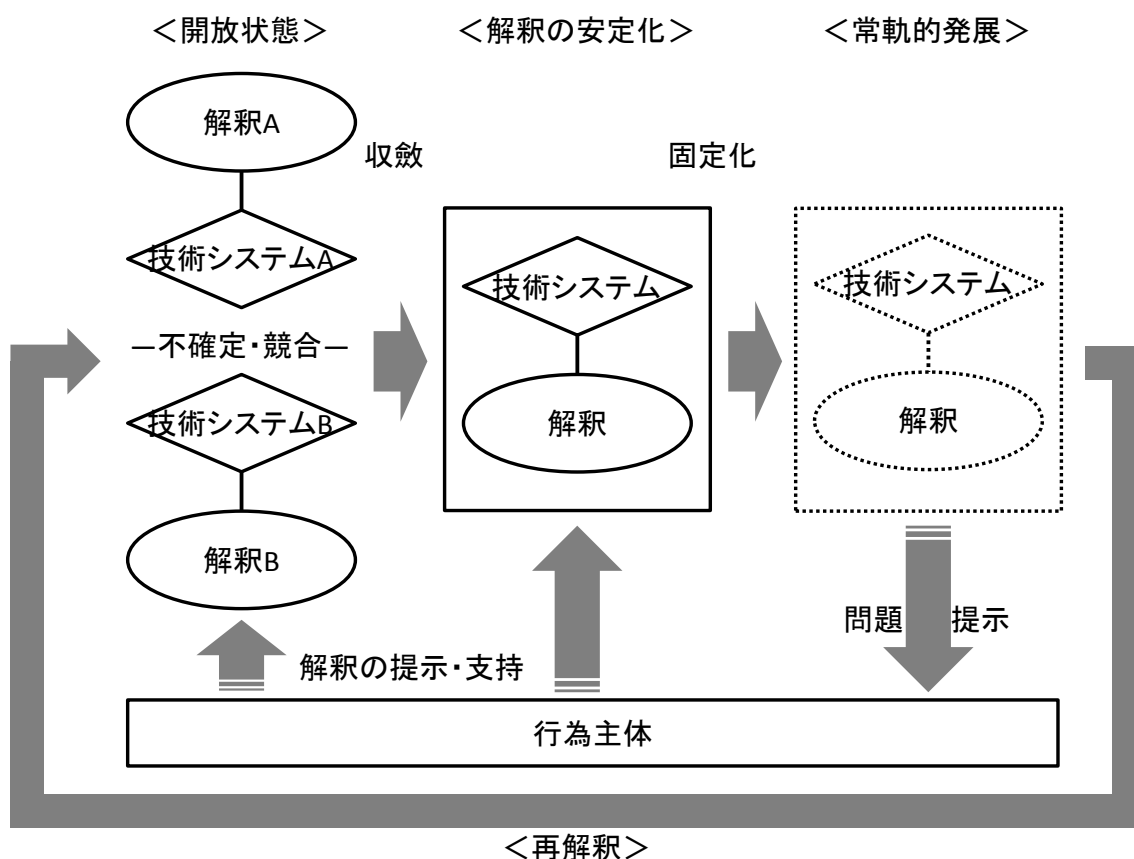 ＜開放状態＞
＜解釈の安定化＞
＜常軌的発展＞
解釈A
収斂
固定化
技術システムA
技術システム
技術システム
―不確定・競合―
技術システムB
解釈
解釈
解釈B
問題　提示
解釈の提示・支持
行為主体
＜再解釈＞